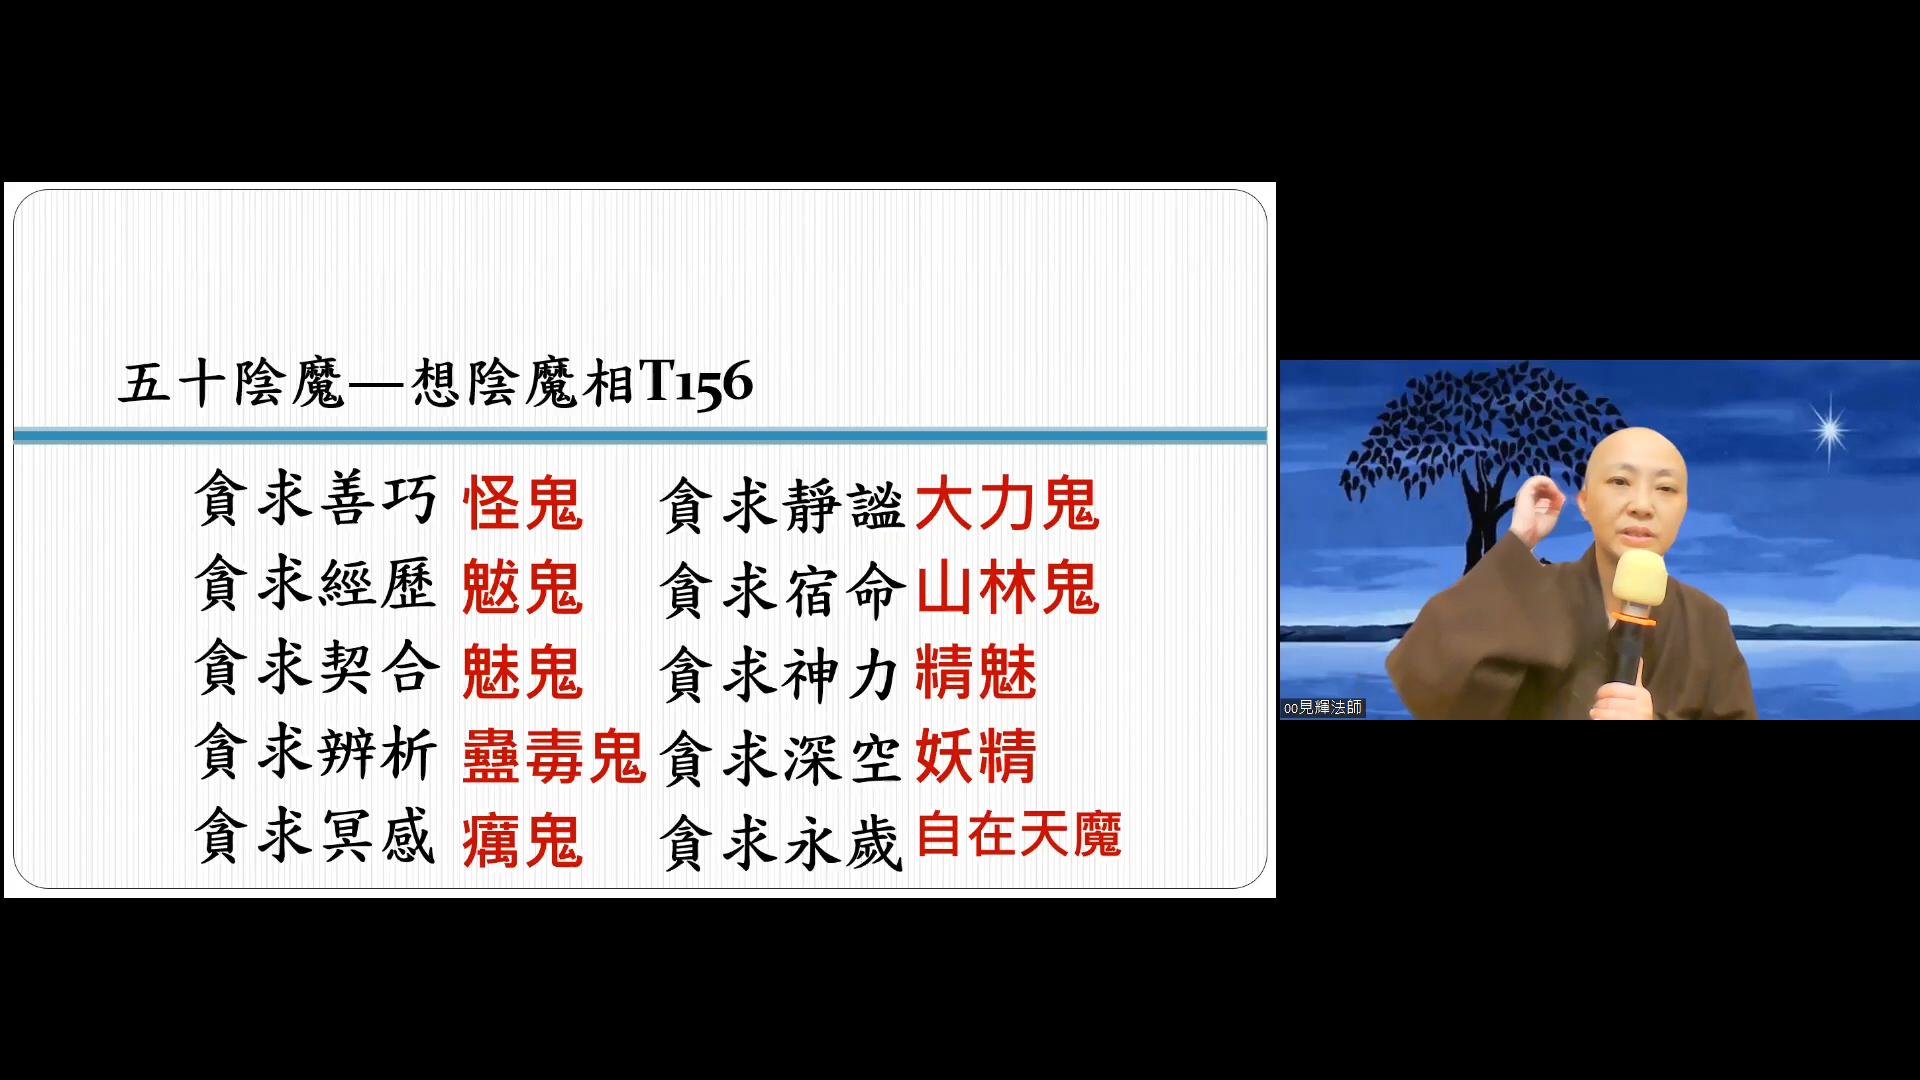 五十陰魔—想陰魔相T156
貪求善巧 怪鬼 貪求靜謐 大力鬼
貪求經歷 魃鬼 貪求宿命 山林鬼
貪求契合 魅鬼 貪求神力 精魅
貪求辨析 蠱毒鬼 貪求深空 妖精
貪求冥感 癘鬼 貪求永歲 自在天魔
oo見輝法師